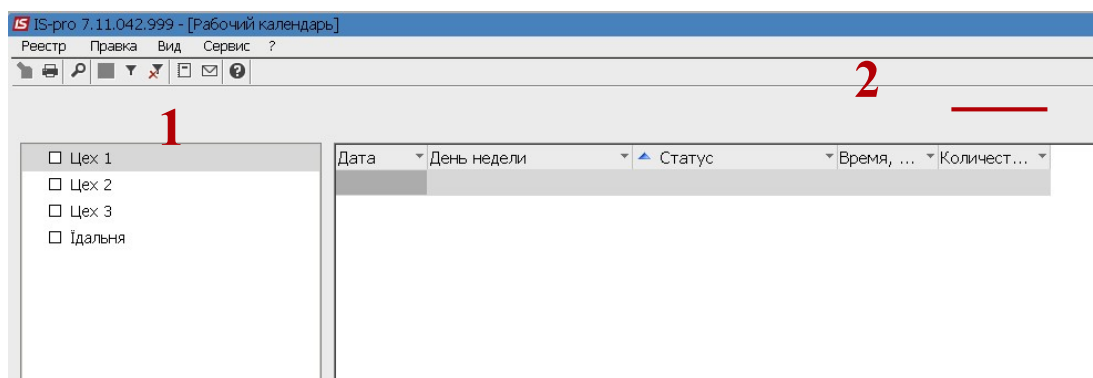 IS IS-pro 7.11.042.999 - [Рабочий календарь]
Реестр Правка Вид Сервис ?
2
1
Дата День недели Статус Время, ... Количест...
Цех 1
Цех 2
Цех 3
Їдальня